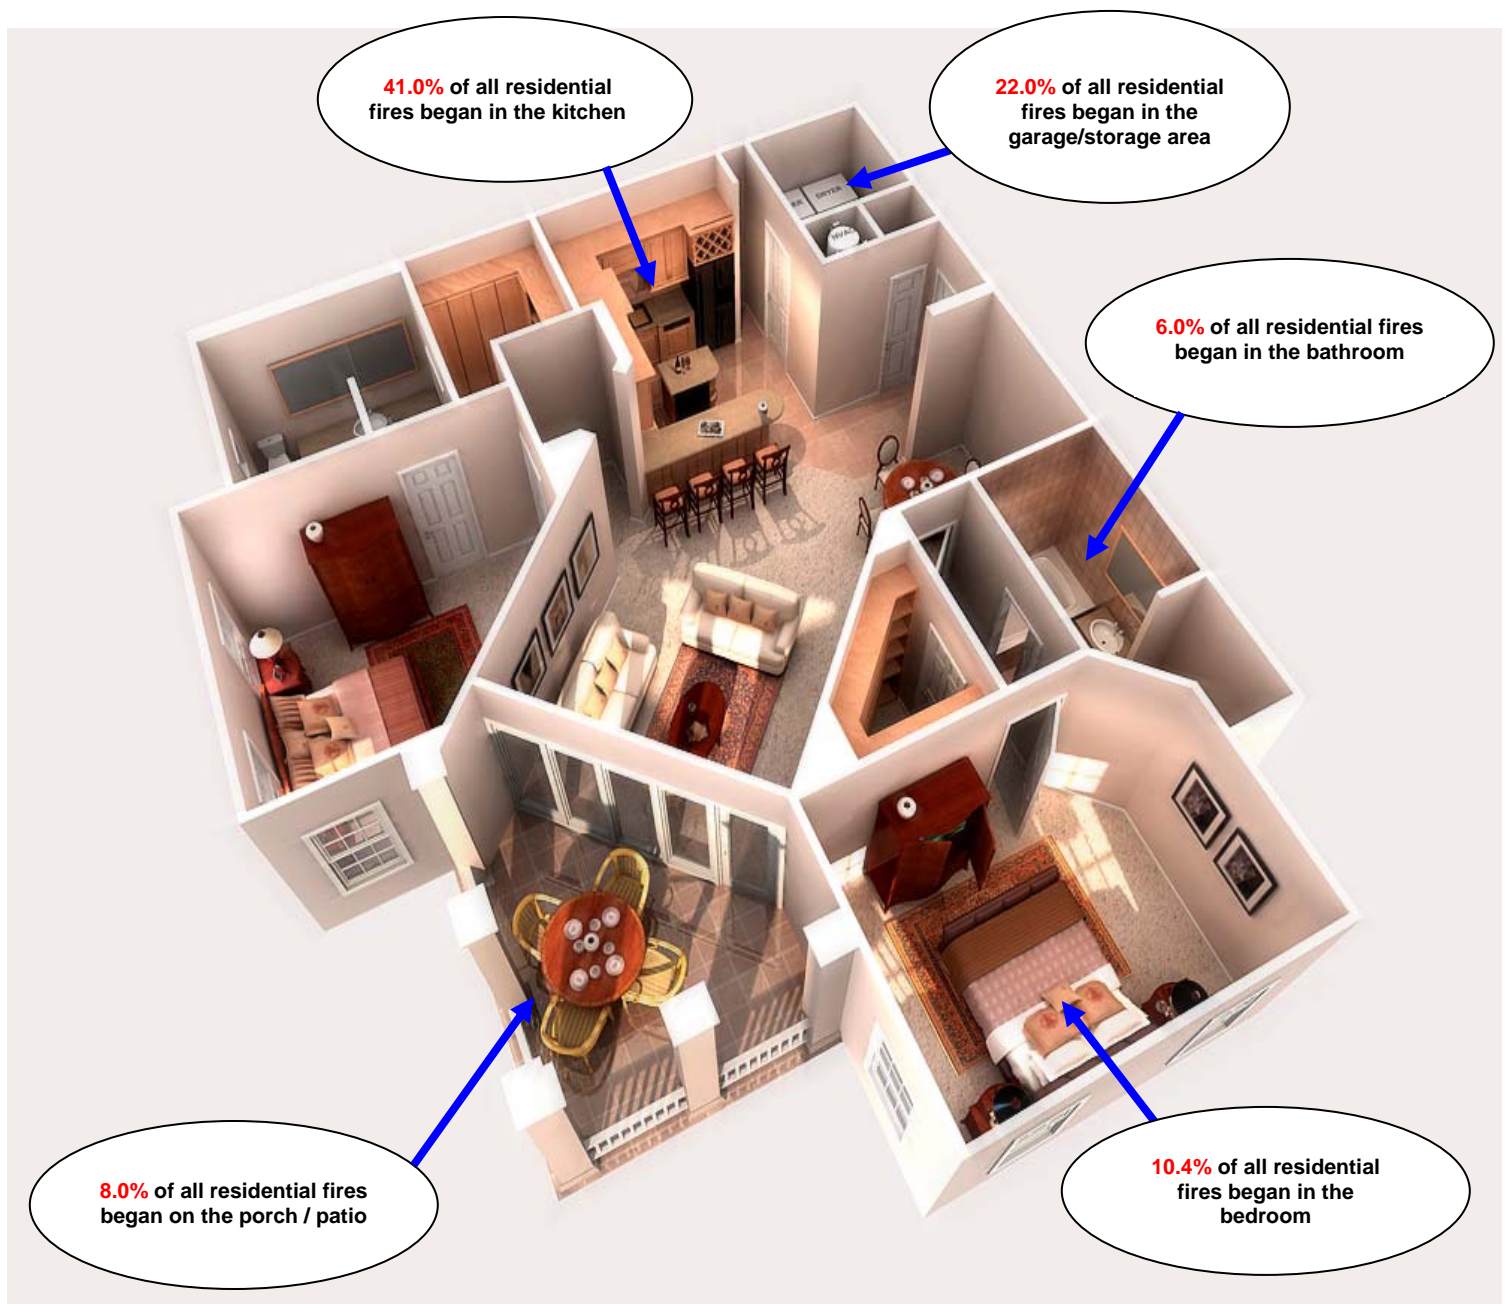 41.0% of all residential
fires began in the kitchen
22.0% of all residential
fires began in the
garage/storage area
DRYER
HVAC
6.0% of all residential fires
began in the bathroom
8.0% of all residential fires
began on the porch / patio
10.4% of all residential
fires began in the
bedroom